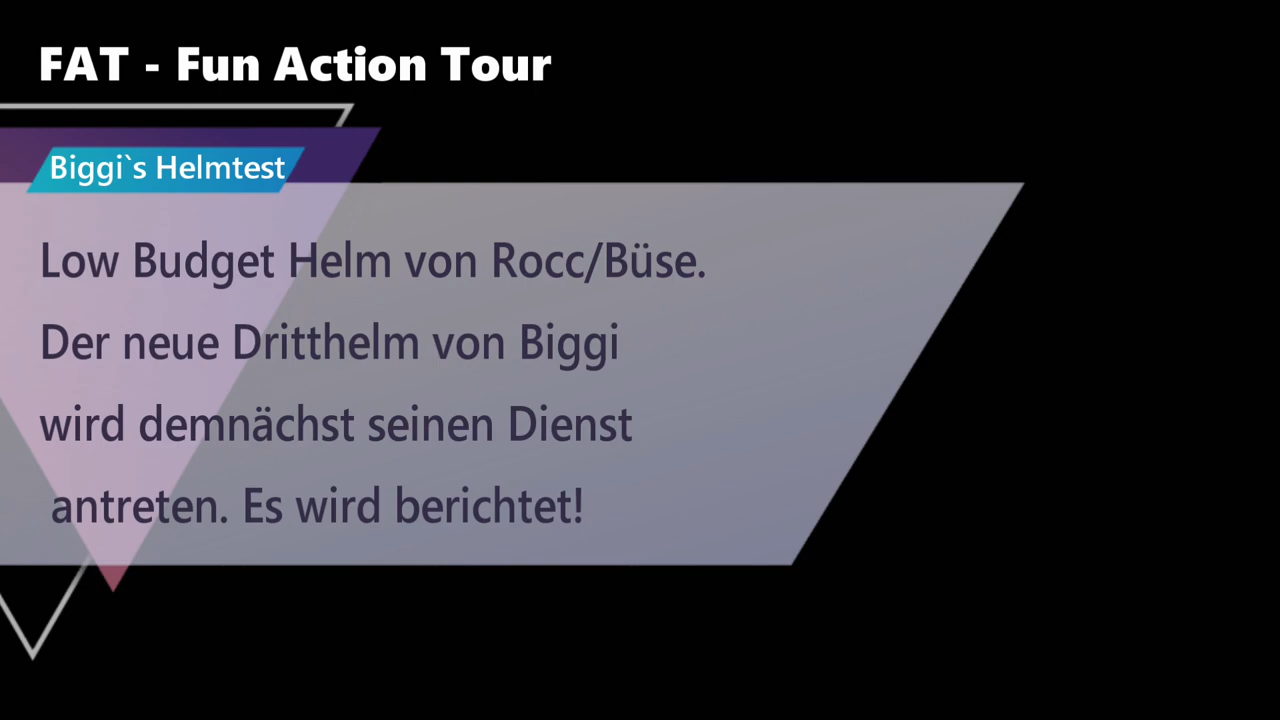 FAT - Fun Action Tour
Biggi`s Helmtest
Low Budget Helm von Rocc/Büse.
Der neue Dritthelm von Biggi
wird demnächst seinen Dienst
antreten. Es wird berichtet!